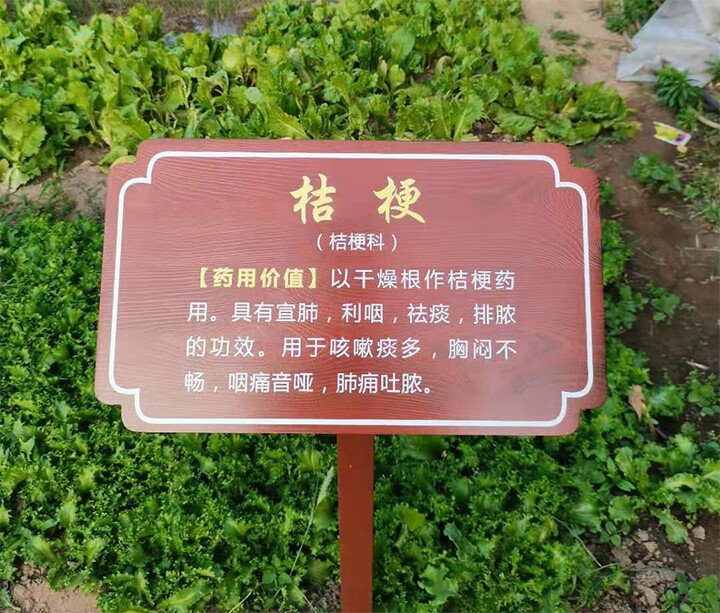 桔梗
（桔梗科）
【药用价值】以干燥根作桔梗药
用。具有宣肺，利咽，祛痰，排脓
的功效。用于咳嗽痰多，胸闷不
畅，咽痛音哑，肺痈吐脓。